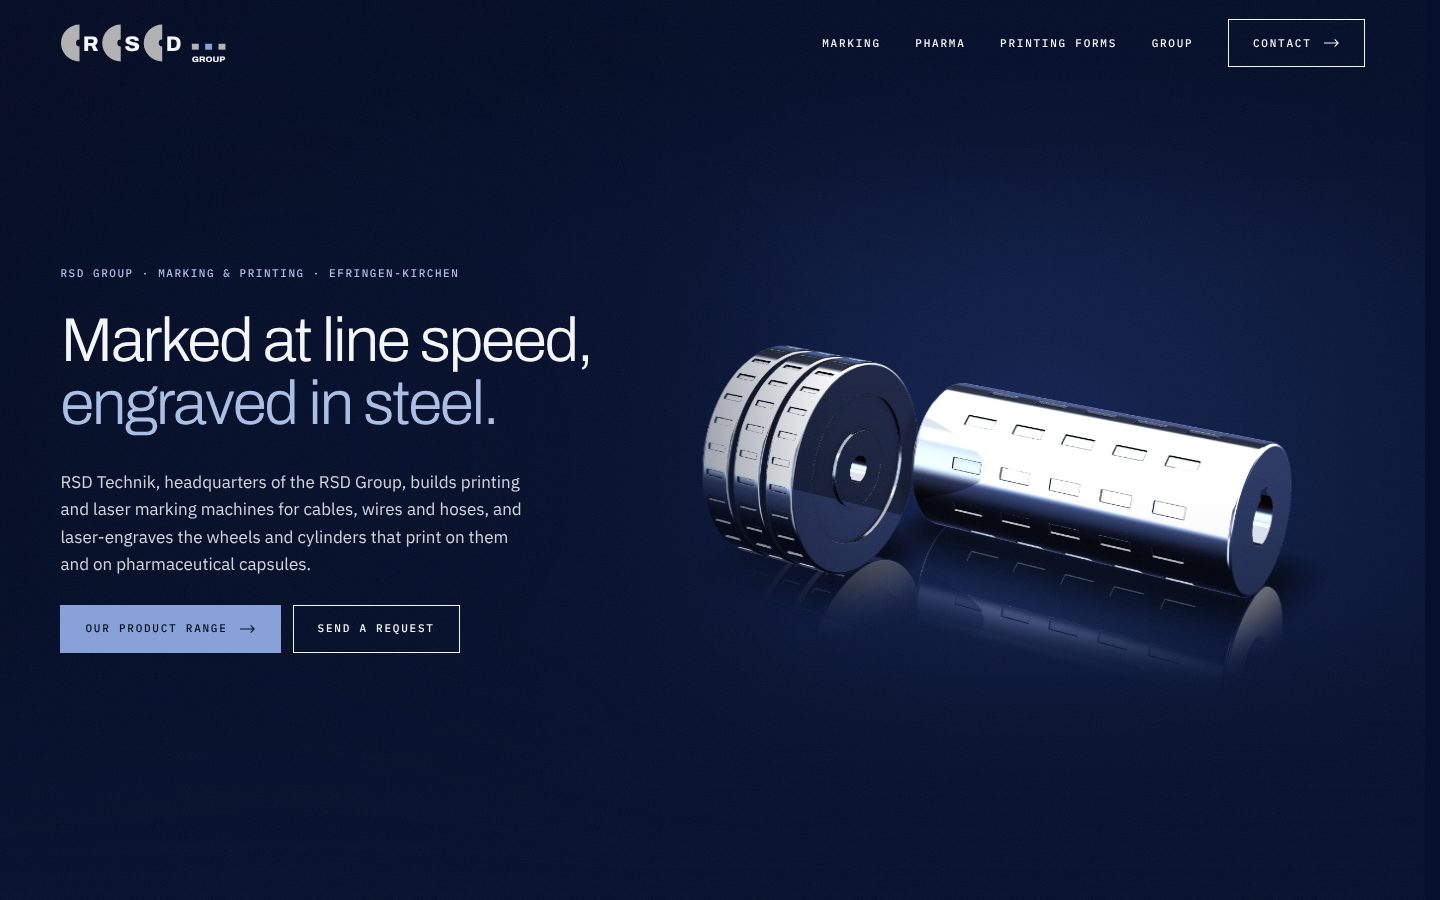 RSD
GROUP
MARKING
PHARMA
PRINTING FORMS
GROUP
CONTACT
RSD GROUP · MARKING & PRINTING · EFRINGEN-KIRCHEN
Marked at line speed,
engraved in steel.
RSD Technik, headquarters of the RSD Group, builds printing
and laser marking machines for cables, wires and hoses, and
laser-engraves the wheels and cylinders that print on them
and on pharmaceutical capsules.
OUR PRODUCT RANGE
SEND A REQUEST